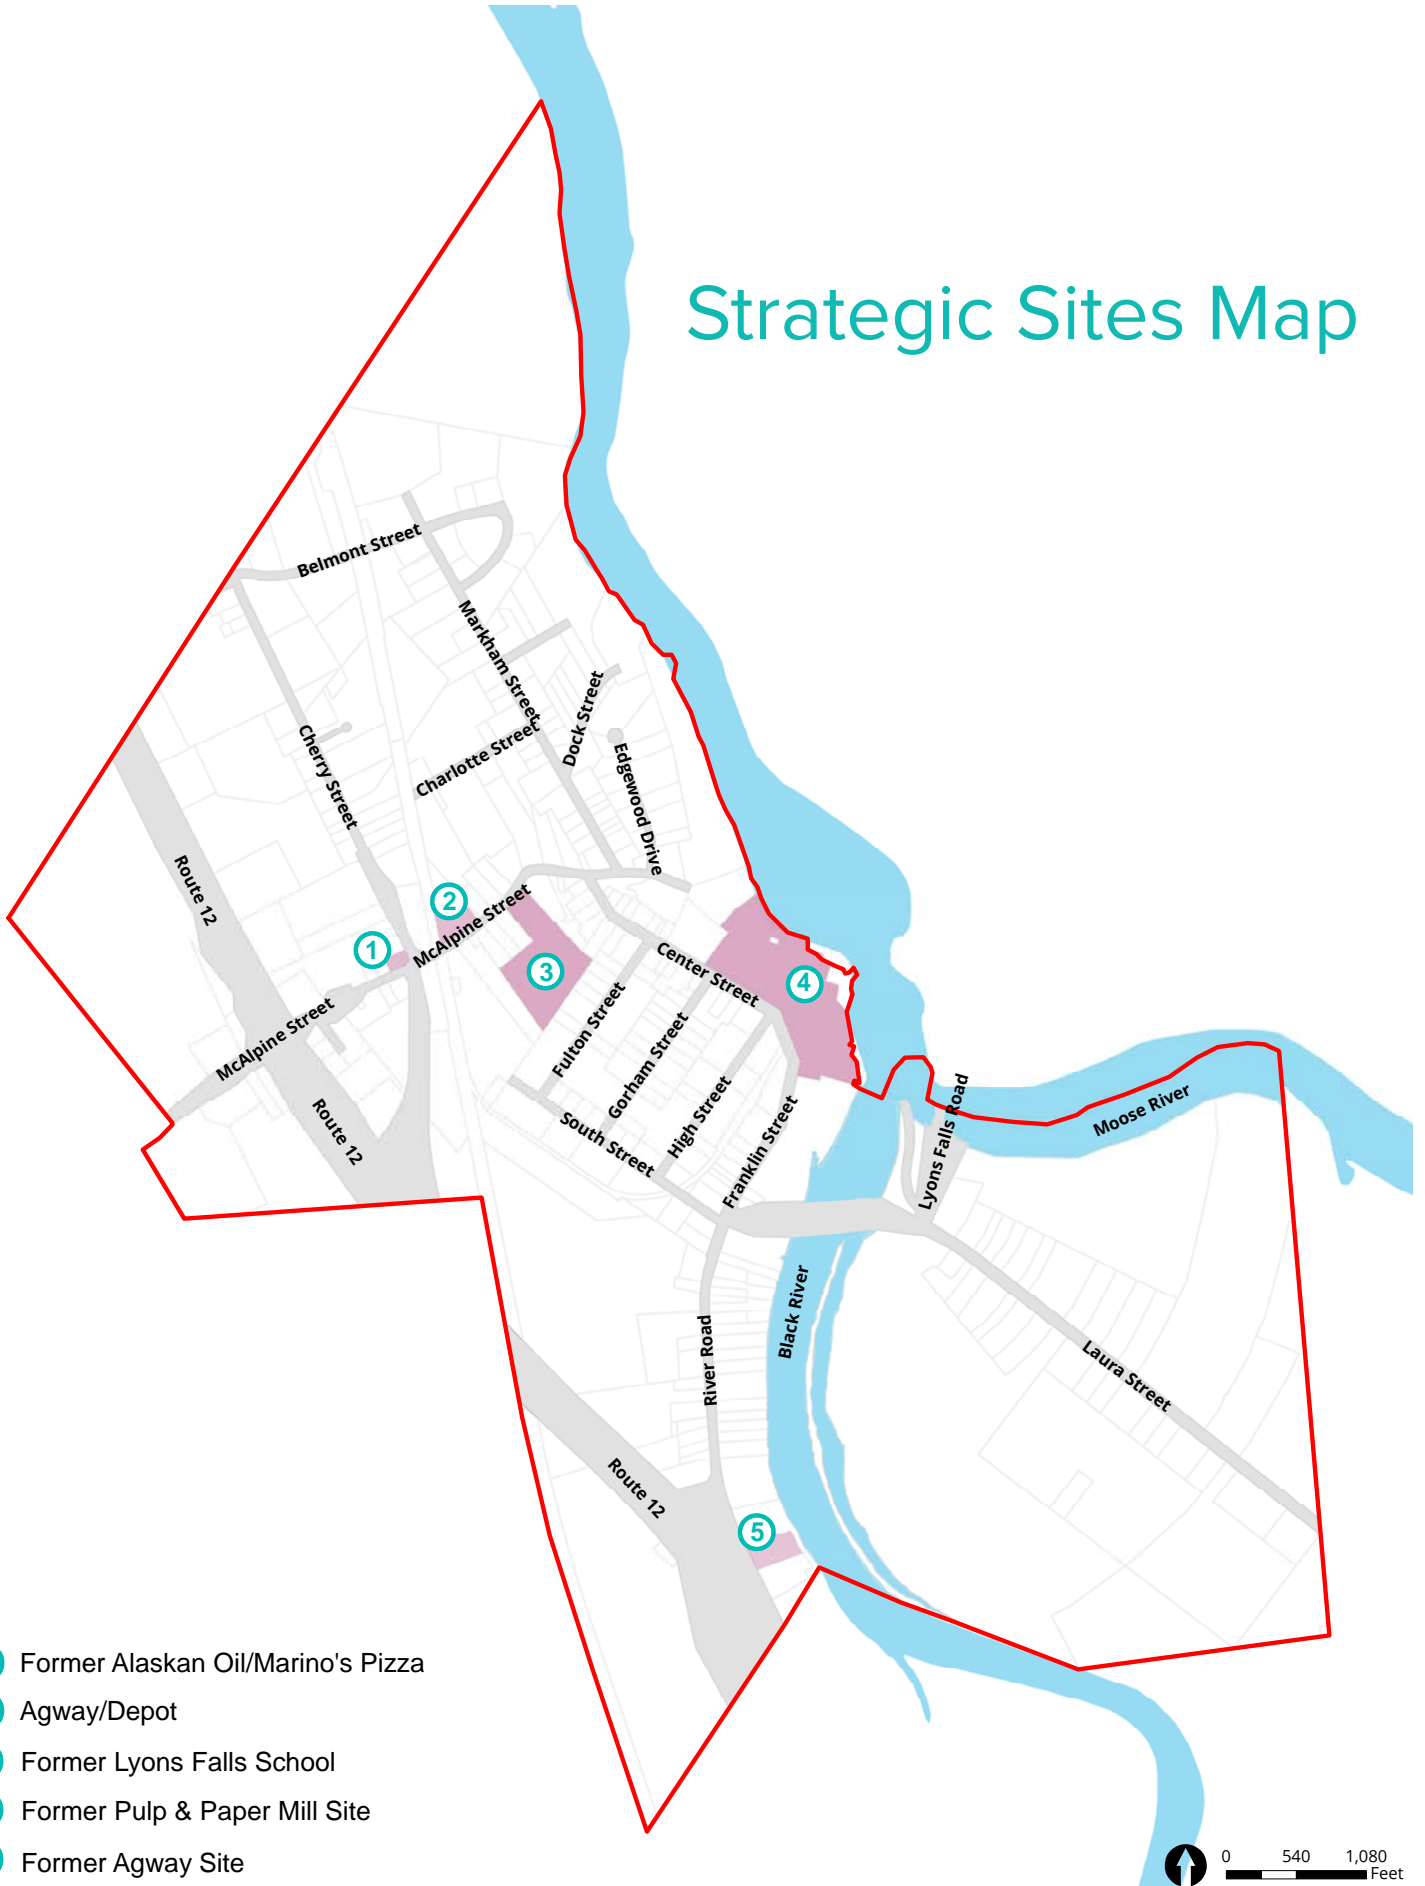 Strategic Sites Map
Belmont Street
Markham Street
Dock Street
Cherry Street
Charlotte Street
Edgewood Drive
Route 12
2
McAlpine Street
1
3
Center Street
4
Fulton Street
Gorham Street
McAlpine Street
High Street
Route 12
South Street
Franklin Street
Lyons Falls Road
Moose River
Black River
River Road
Laura Street
Route 12
5
Former Alaskan Oil/Marino's Pizza
Agway/Depot
Former Lyons Falls School
Former Pulp & Paper Mill Site
Former Agway Site
0 540 1,080
Feet